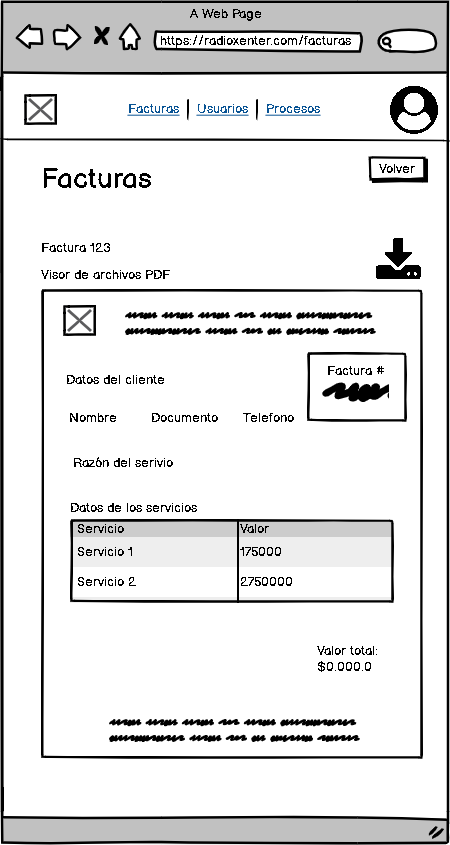 A Web Page
https://radioxenter.com/facturas
Facturas | Usuarios | Procesos
Volver
Facturas
Factura 123
Visor de archivos PDF
Factura #
Datos del cliente
Nombre Documento Telefono
Razón del serivio
Datos de los servicios
Servicio Valor
Servicio 1 175000
Servicio 2 2750000
Valor total:
$0.000.0